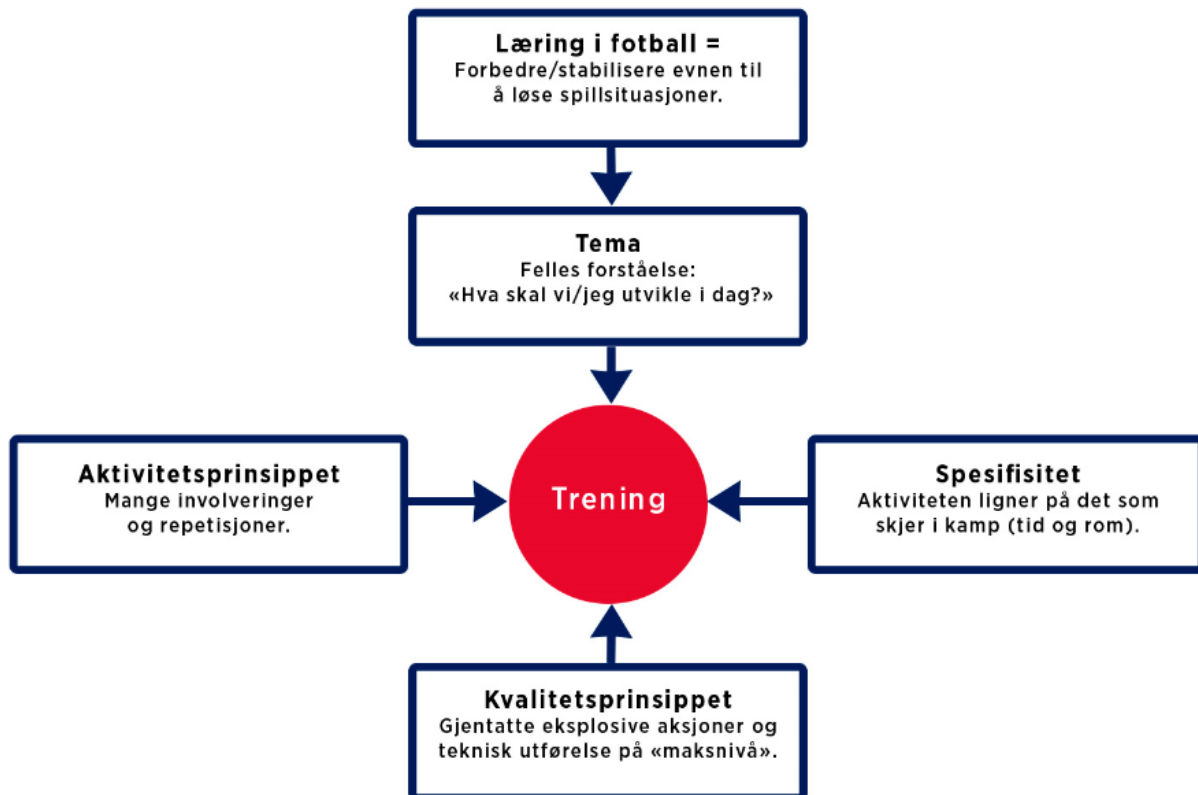 Læring i fotball =
Forbedre/stabilisere evnen til
å løse spillsituasjoner.
Tema
Felles forståelse:
«Hva skal vi/jeg utvikle i dag?»
Aktivitetsprinsippet
Mange involveringer
og repetisjoner.
Trening
Spesifisitet
Aktiviteten ligner på det som
skjer i kamp (tid og rom).
Kvalitetsprinsippet
Gjentatte eksplosive aksjoner og
teknisk utførelse på «maksnivå».